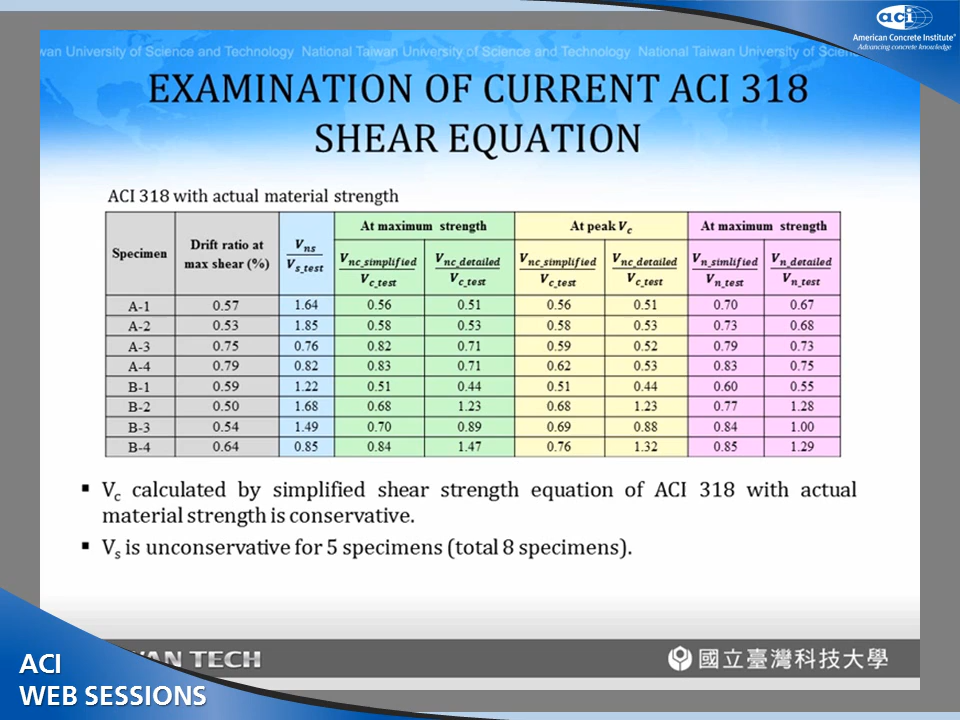 aci
American Concrete Institute®
Advancing concrete knowledge
wan University of Science and Technology National Taiwan University of Science and Technology National Taiwan University of Scien
EXAMINATION OF CURRENT ACI 318
SHEAR EQUATION
ACI 318 with actual material strength
Specimen Drift ratio at max shear (%) V_ns / V_s_test At maximum strength At peak V_c At maximum strength
V_nc_simplified / V_c_test V_nc_detailed / V_c_test V_nc_simplified / V_c_test V_nc_detailed / V_c_test V_n_simlified / V_n_test V_n_detailed / V_n_test
A-1 0.57 1.64 0.56 0.51 0.56 0.51 0.70 0.67
A-2 0.53 1.85 0.58 0.53 0.58 0.53 0.73 0.68
A-3 0.75 0.76 0.82 0.71 0.59 0.52 0.79 0.73
A-4 0.79 0.82 0.83 0.71 0.62 0.53 0.83 0.75
B-1 0.59 1.22 0.51 0.44 0.51 0.44 0.60 0.55
B-2 0.50 1.68 0.68 1.23 0.68 1.23 0.77 1.28
B-3 0.54 1.49 0.70 0.89 0.69 0.88 0.84 1.00
B-4 0.64 0.85 0.84 1.47 0.76 1.32 0.85 1.29
▪ Vc calculated by simplified shear strength equation of ACI 318 with actual
material strength is conservative.
▪ Vs is unconservative for 5 specimens (total 8 specimens).
WAN TECH
國立臺灣科技大學
ACI
WEB SESSIONS